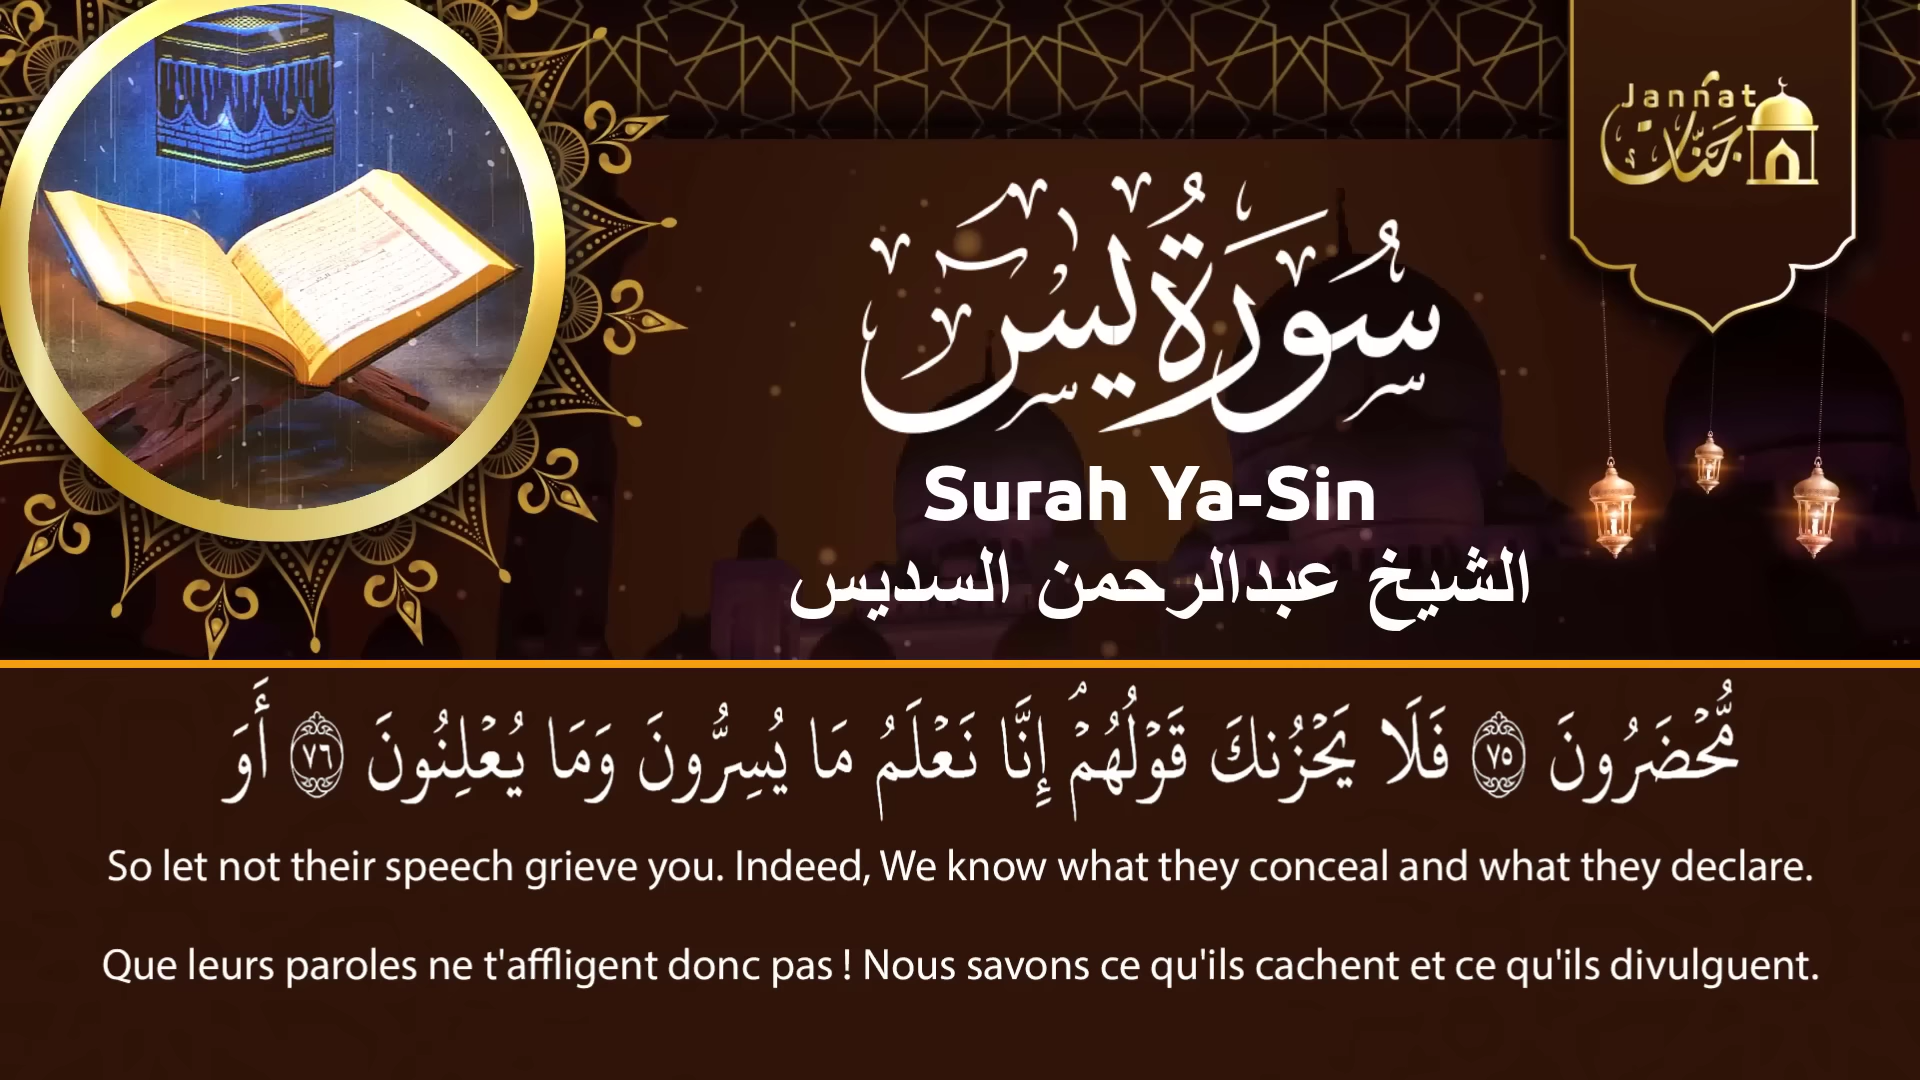 Jannat
جنات
سُورَةُ يسٓ
Surah Ya-Sin
الشيخ عبدالرحمن السديس
مُّحْضَرُونَ ٧٥ فَلَا يَحْزُنكَ قَوْلُهُمْ ۘ إِنَّا نَعْلَمُ مَا يُسِرُّونَ وَمَا يُعْلِنُونَ ٧٦ أَوَ
So let not their speech grieve you. Indeed, We know what they conceal and what they declare.
Que leurs paroles ne t'affligent donc pas ! Nous savons ce qu'ils cachent et ce qu'ils divulguent.